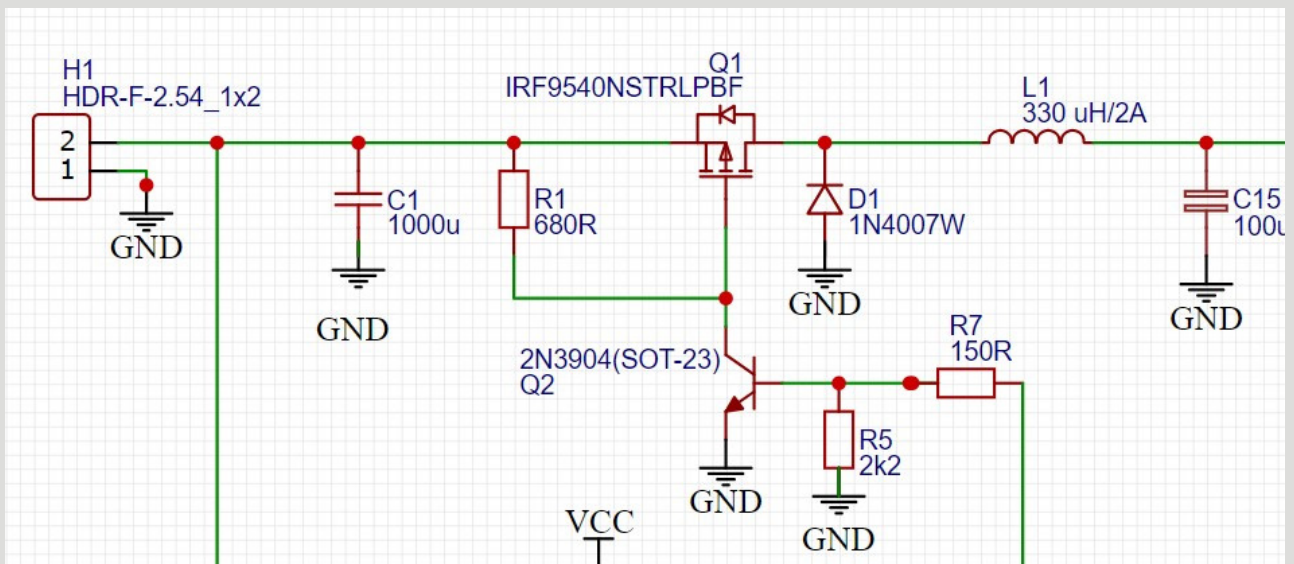 H1
HDR-F-2.54_1x2
2
1
GND
C1
1000u
GND
R1
680R
Q1
IRF9540NSTRLPBF
D1
1N4007W
GND
L1
330 uH/2A
C15
100u
GND
2N3904(SOT-23)
Q2
GND
R7
150R
R5
2k2
GND
VCC